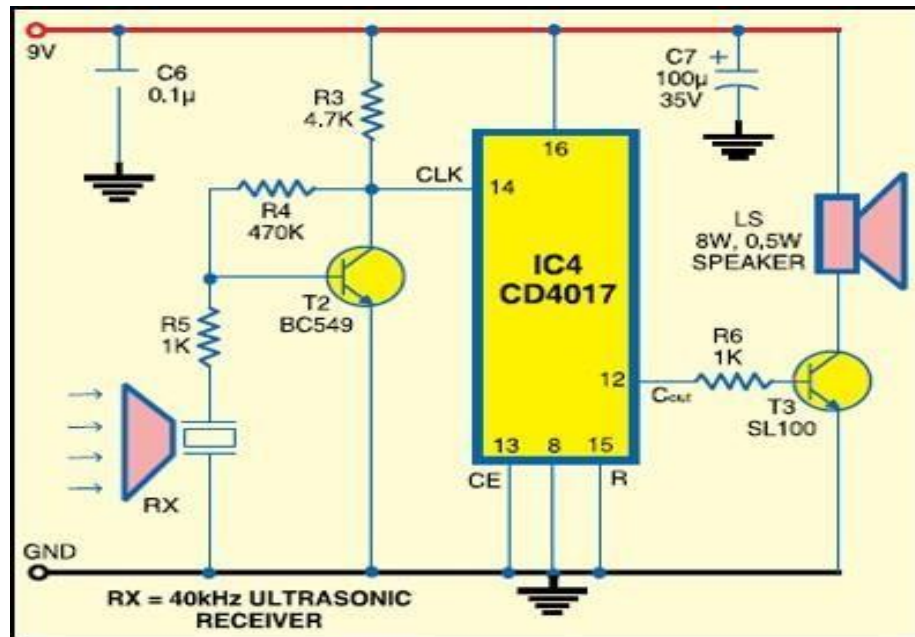 9V
C6
0.1µ
R3
4.7K
C7 +
100µ
35V
16
CLK
14
R4
470K
LS
8W, 0,5W
SPEAKER
IC4
CD4017
T2
BC549
R5
1K
R6
1K
12
Cout
T3
SL100
13 8 15
CE
R
RX
GND
RX = 40kHz ULTRASONIC
RECEIVER